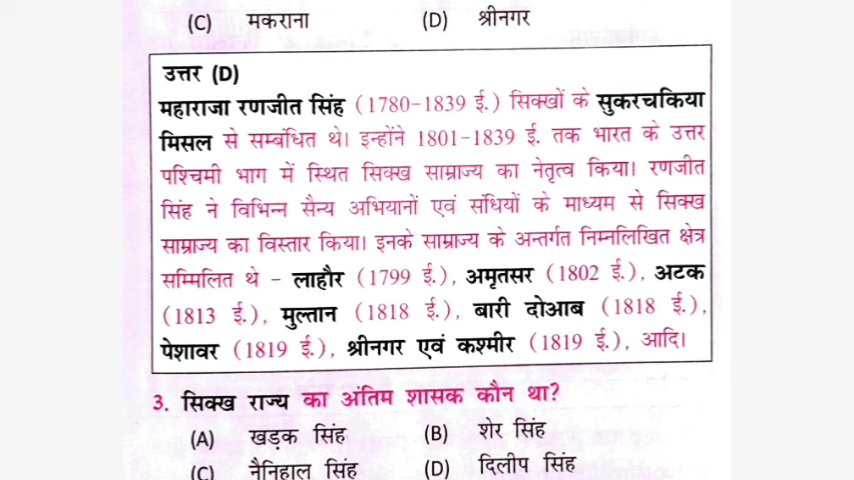 (C) मकराना (D) श्रीनगर
उत्तर (D)
महाराजा रणजीत सिंह (1780-1839 ई.) सिक्खों के सुकरचकिया
मिसल से सम्बंधित थे। इन्होंने 1801-1839 ई. तक भारत के उत्तर
पश्चिमी भाग में स्थित सिक्ख साम्राज्य का नेतृत्व किया। रणजीत
सिंह ने विभिन्न सैन्य अभियानों एवं संधियों के माध्यम से सिक्ख
साम्राज्य का विस्तार किया। इनके साम्राज्य के अन्तर्गत निम्नलिखित क्षेत्र
सम्मिलित थे - लाहौर (1799 ई.), अमृतसर (1802 ई.), अटक
(1813 ई.), मुल्तान (1818 ई.), बारी दोआब (1818 ई.),
पेशावर (1819 ई.), श्रीनगर एवं कश्मीर (1819 ई.), आदि।
3. सिक्ख राज्य का अंतिम शासक कौन था?
(A) खड़क सिंह (B) शेर सिंह
(C) नैनिहाल सिंह (D) दिलीप सिंह